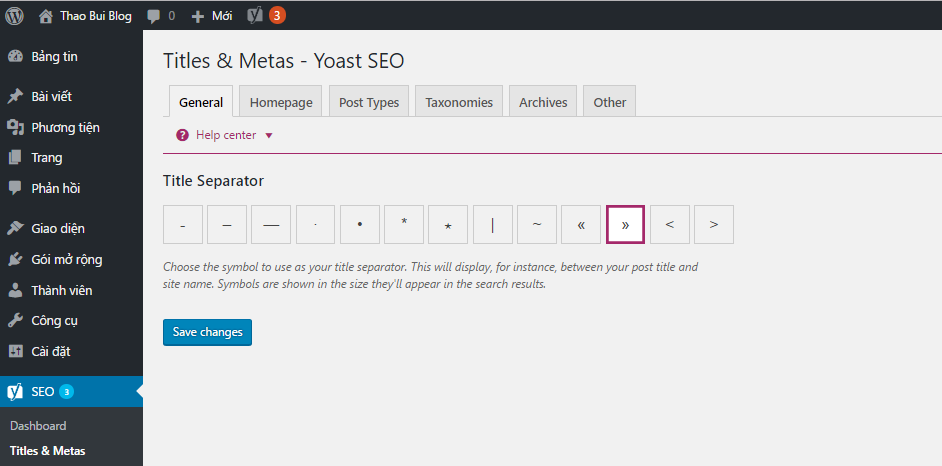 Thao Bui Blog 0 Mới 3
Bảng tin
Bài viết
Phương tiện
Trang
Phản hồi
Giao diện
Gói mở rộng
Thành viên
Công cụ
Cài đặt
SEO 3
Dashboard
Titles & Metas
Titles & Metas - Yoast SEO
General Homepage Post Types Taxonomies Archives Other
? Help center
Title Separator
- – — · • * ⋆ | ~ « » < >
Choose the symbol to use as your title separator. This will display, for instance, between your post title and
site name. Symbols are shown in the size they'll appear in the search results.
Save changes